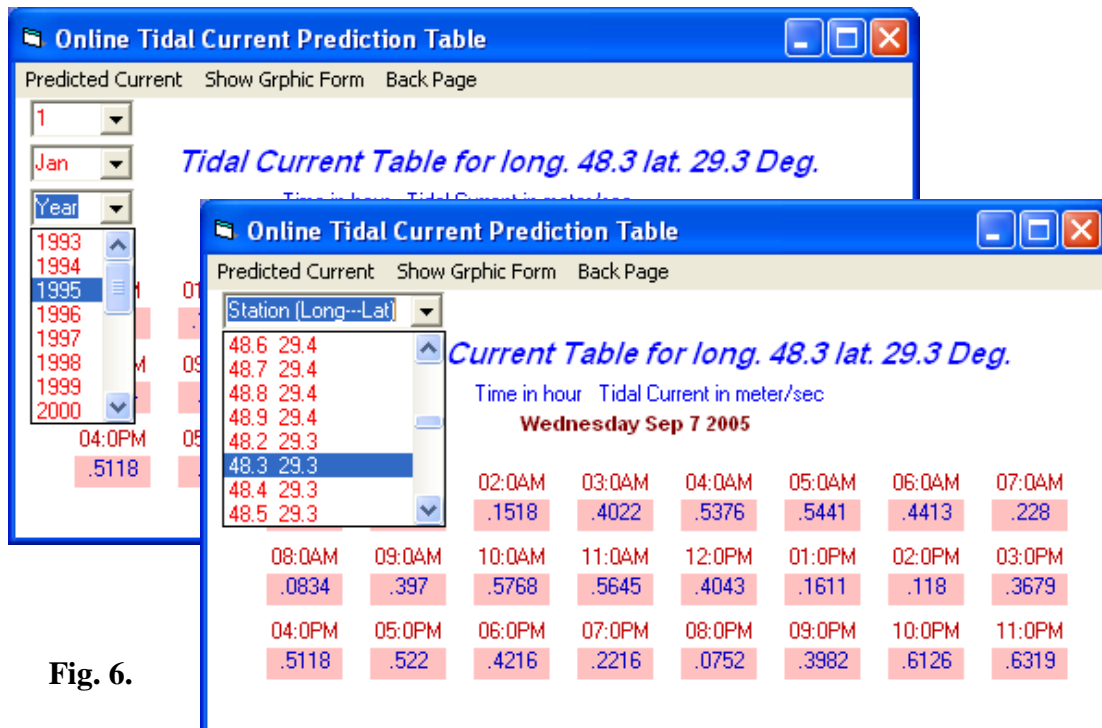 Online Tidal Current Prediction Table
Predicted Current Show Grphic Form Back Page
1
Jan
Tidal Current Table for long. 48.3 lat. 29.3 Deg.
Year
1993
1994
1995
1996
1997
1998
1999
2000
04:0PM
.5118
Online Tidal Current Prediction Table
Predicted Current Show Grphic Form Back Page
Station (Long---Lat)
48.6 29.4
48.7 29.4
48.8 29.4
48.9 29.4
48.2 29.3
48.3 29.3
48.4 29.3
48.5 29.3
Current Table for long. 48.3 lat. 29.3 Deg.
Time in hour Tidal Current in meter/sec
Wednesday Sep 7 2005
02:0AM 03:0AM 04:0AM 05:0AM 06:0AM 07:0AM
.1518 .4022 .5376 .5441 .4413 .228
08:0AM 09:0AM 10:0AM 11:0AM 12:0PM 01:0PM 02:0PM 03:0PM
.0834 .397 .5768 .5645 .4043 .1611 .118 .3679
04:0PM 05:0PM 06:0PM 07:0PM 08:0PM 09:0PM 10:0PM 11:0PM
.5118 .522 .4216 .2216 .0752 .3982 .6126 .6319
Fig. 6.